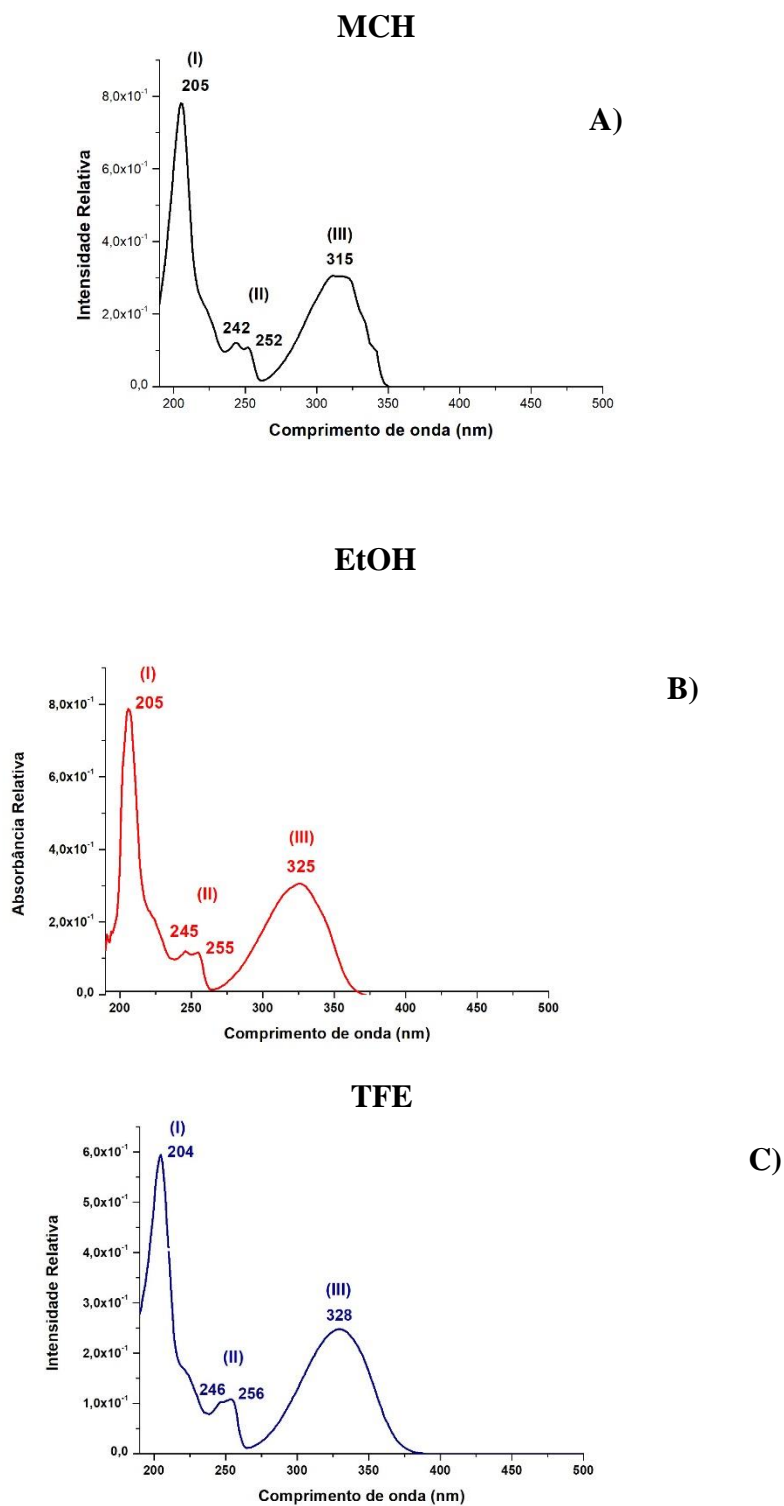 MCH
A)
(I)
205
8,0x10⁻¹
6,0x10⁻¹
4,0x10⁻¹
2,0x10⁻¹
0,0
Intensidade Relativa
(II)
242 252
(III)
315
200 250 300 350 400 450 500
Comprimento de onda (nm)
EtOH
B)
(I)
205
8,0x10⁻¹
6,0x10⁻¹
4,0x10⁻¹
2,0x10⁻¹
0,0
Absorbância Relativa
(II)
245 255
(III)
325
200 250 300 350 400 450 500
Comprimento de onda (nm)
TFE
C)
(I)
204
6,0x10⁻¹
5,0x10⁻¹
4,0x10⁻¹
3,0x10⁻¹
2,0x10⁻¹
1,0x10⁻¹
0,0
Intensidade Relativa
(II)
246 256
(III)
328
200 250 300 350 400 450 500
Comprimento de onda (nm)